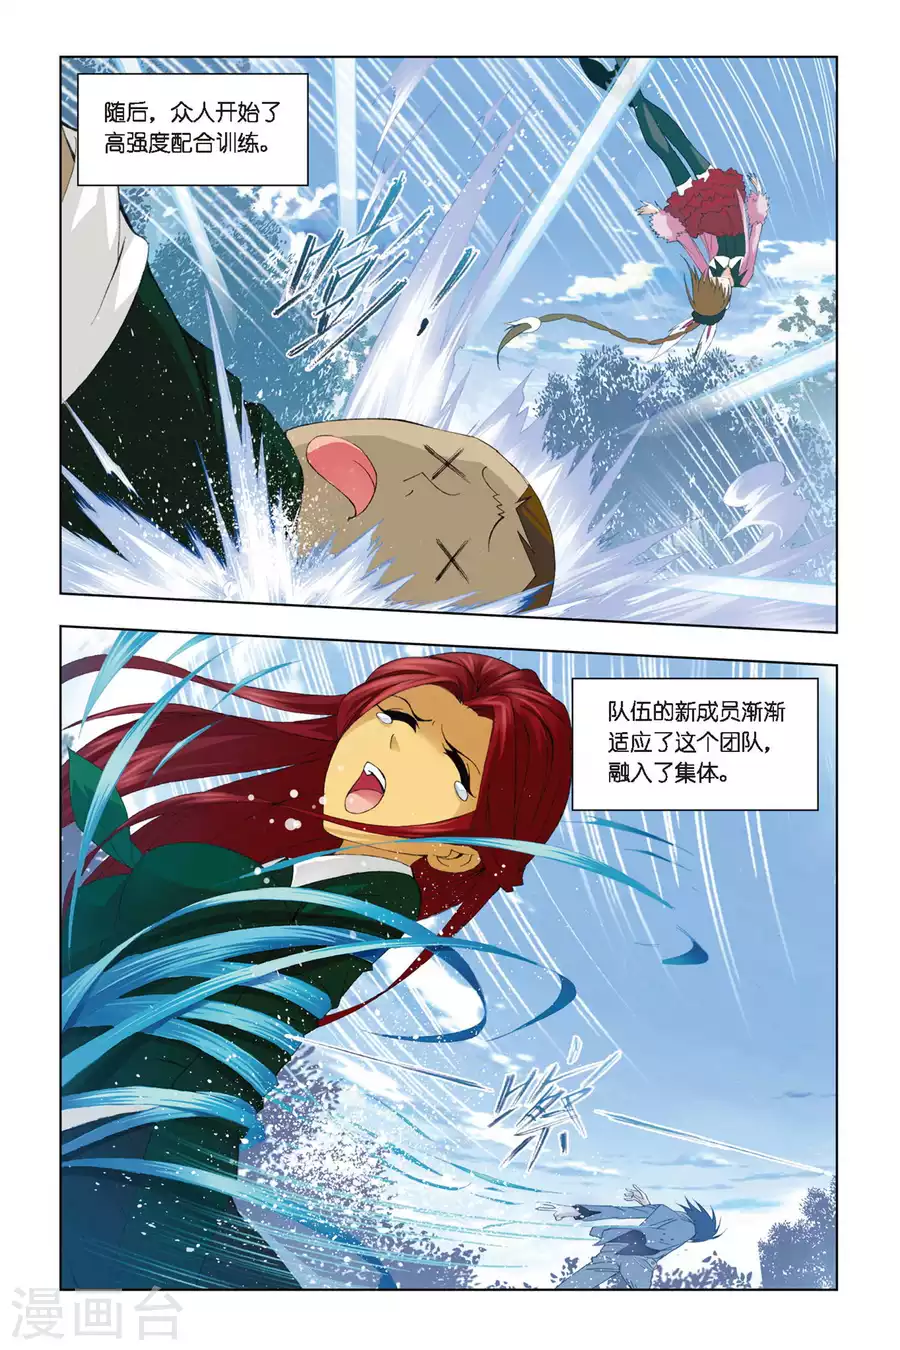 随后，众人开始了
高强度配合训练。
队伍的新成员渐渐
适应了这个团队，
融入了集体。
漫画台